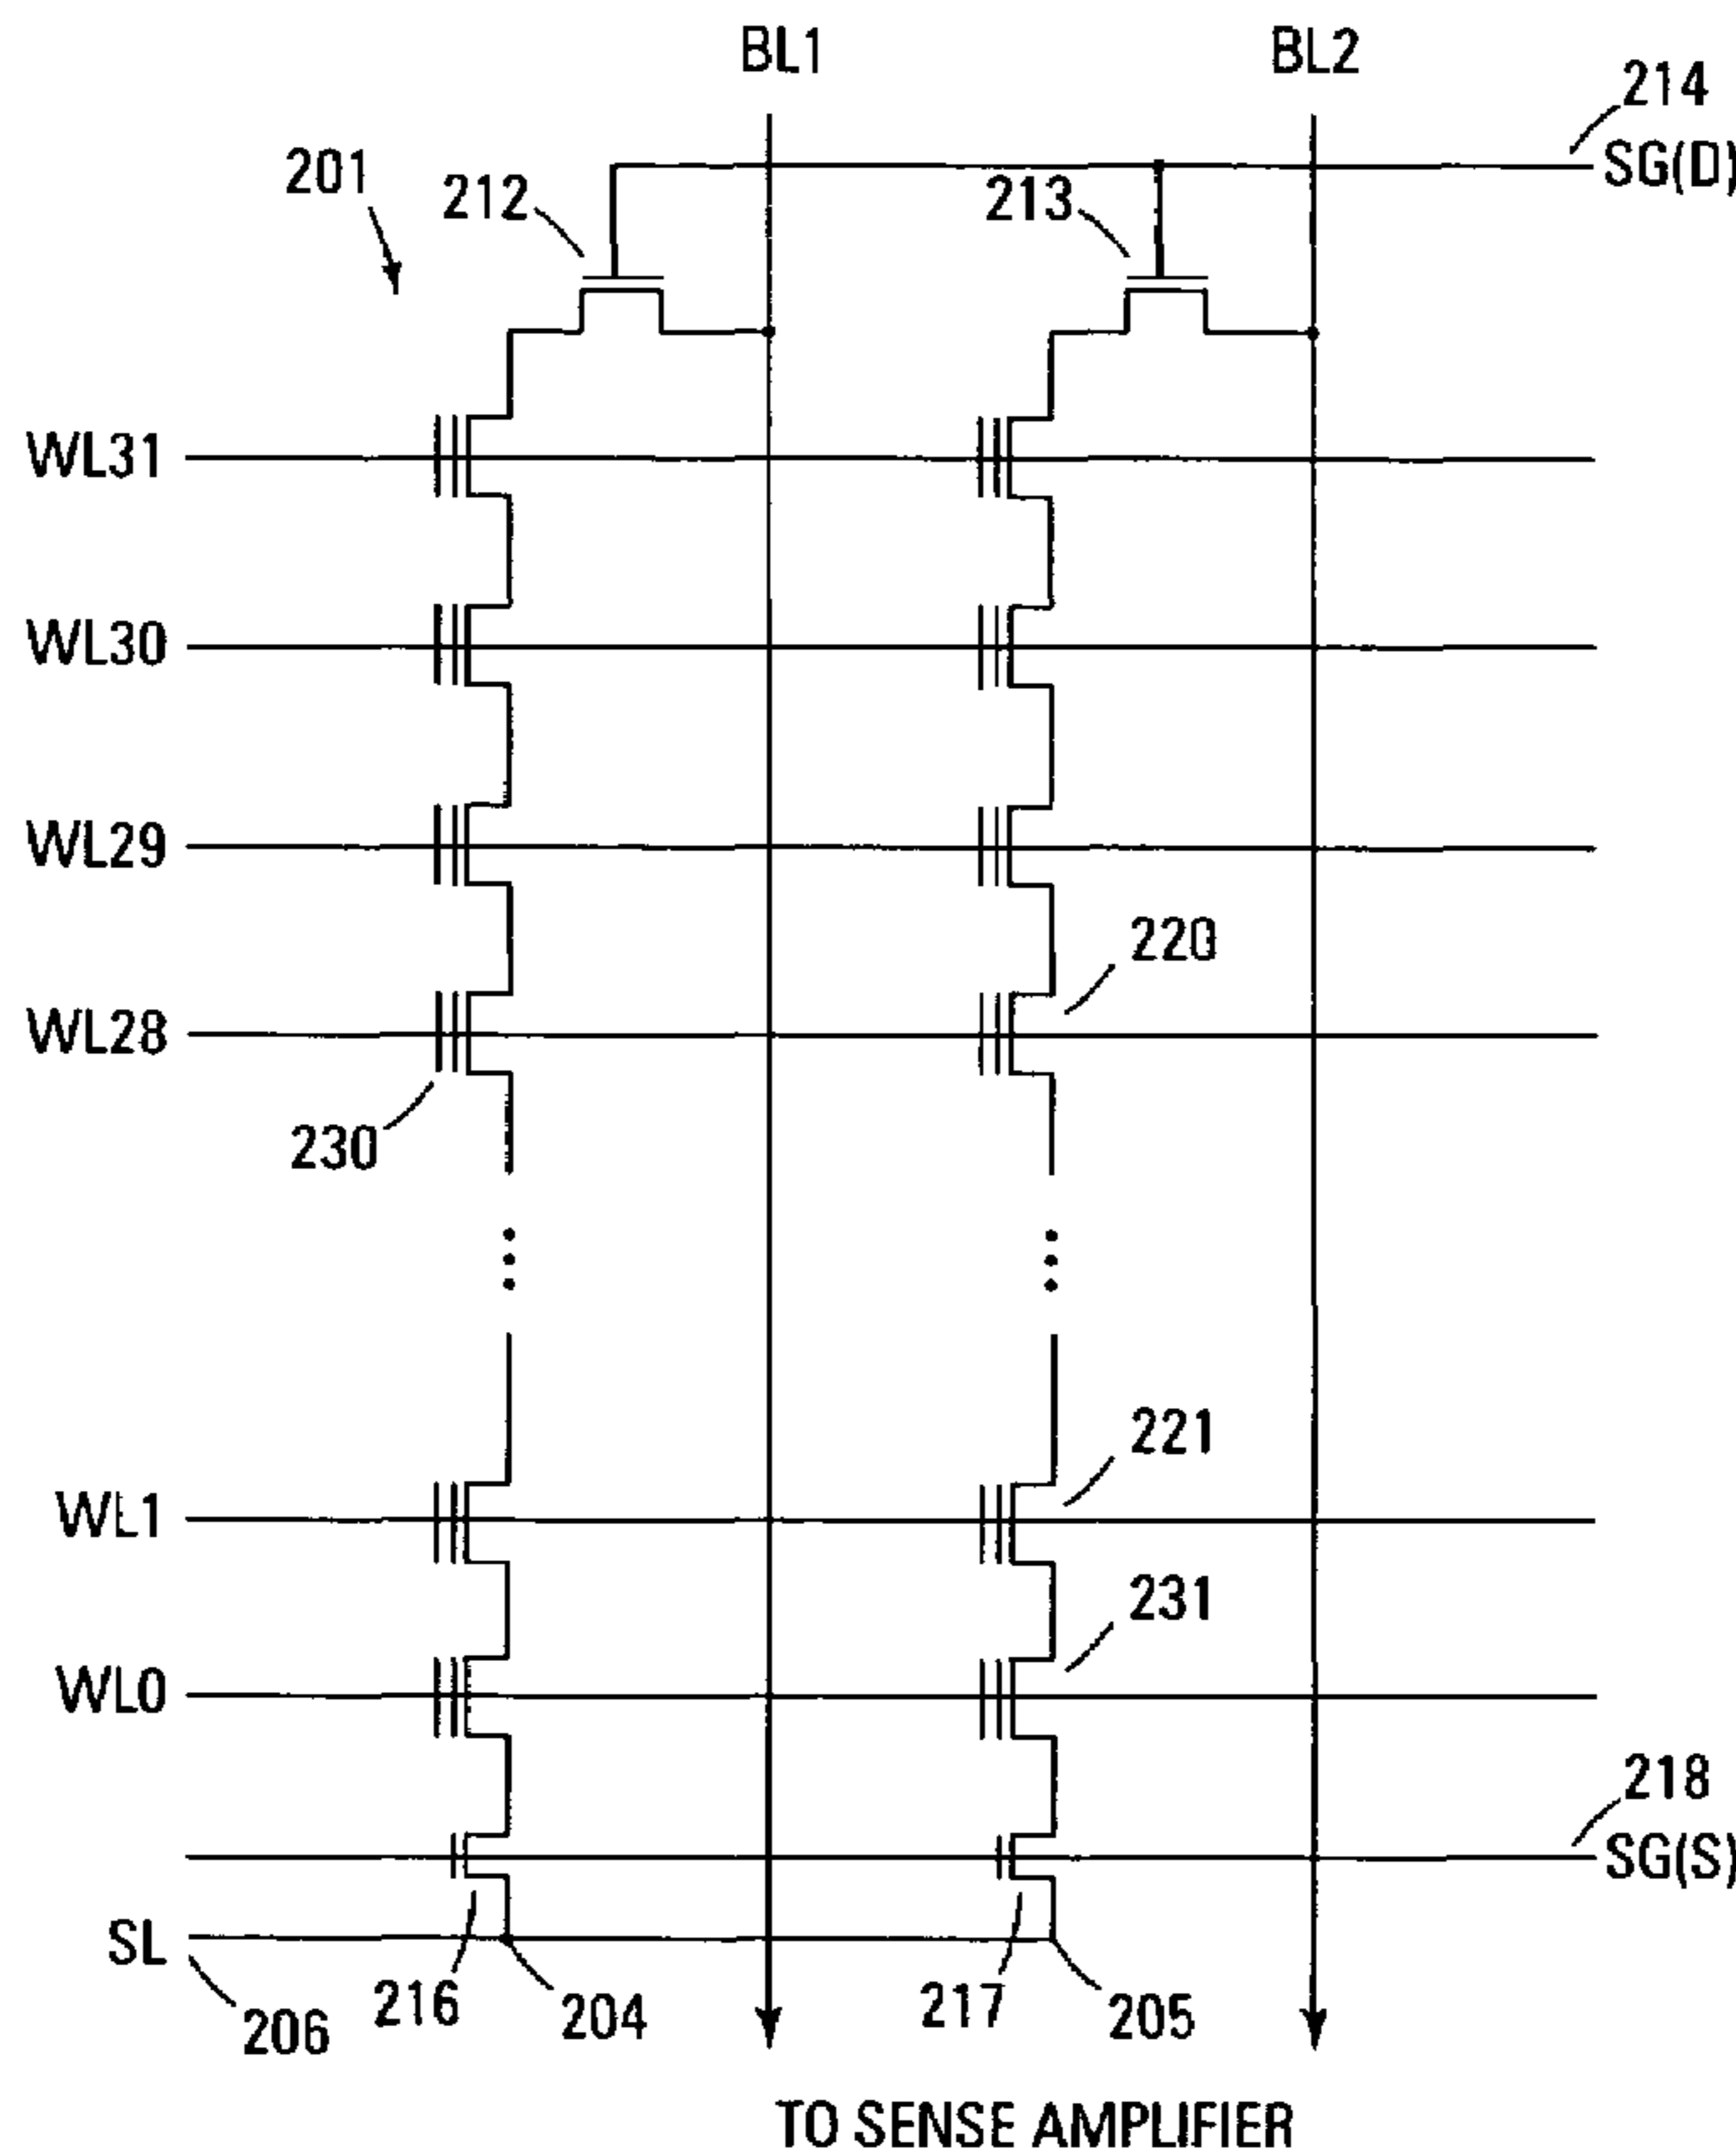 BL1 BL2
214
SG(D)
201
212
213
WL31
WL30
WL29
220
WL28
230
221
WL1
231
WL0
218
SG(S)
SL
206
216
204
217
205
TO SENSE AMPLIFIER